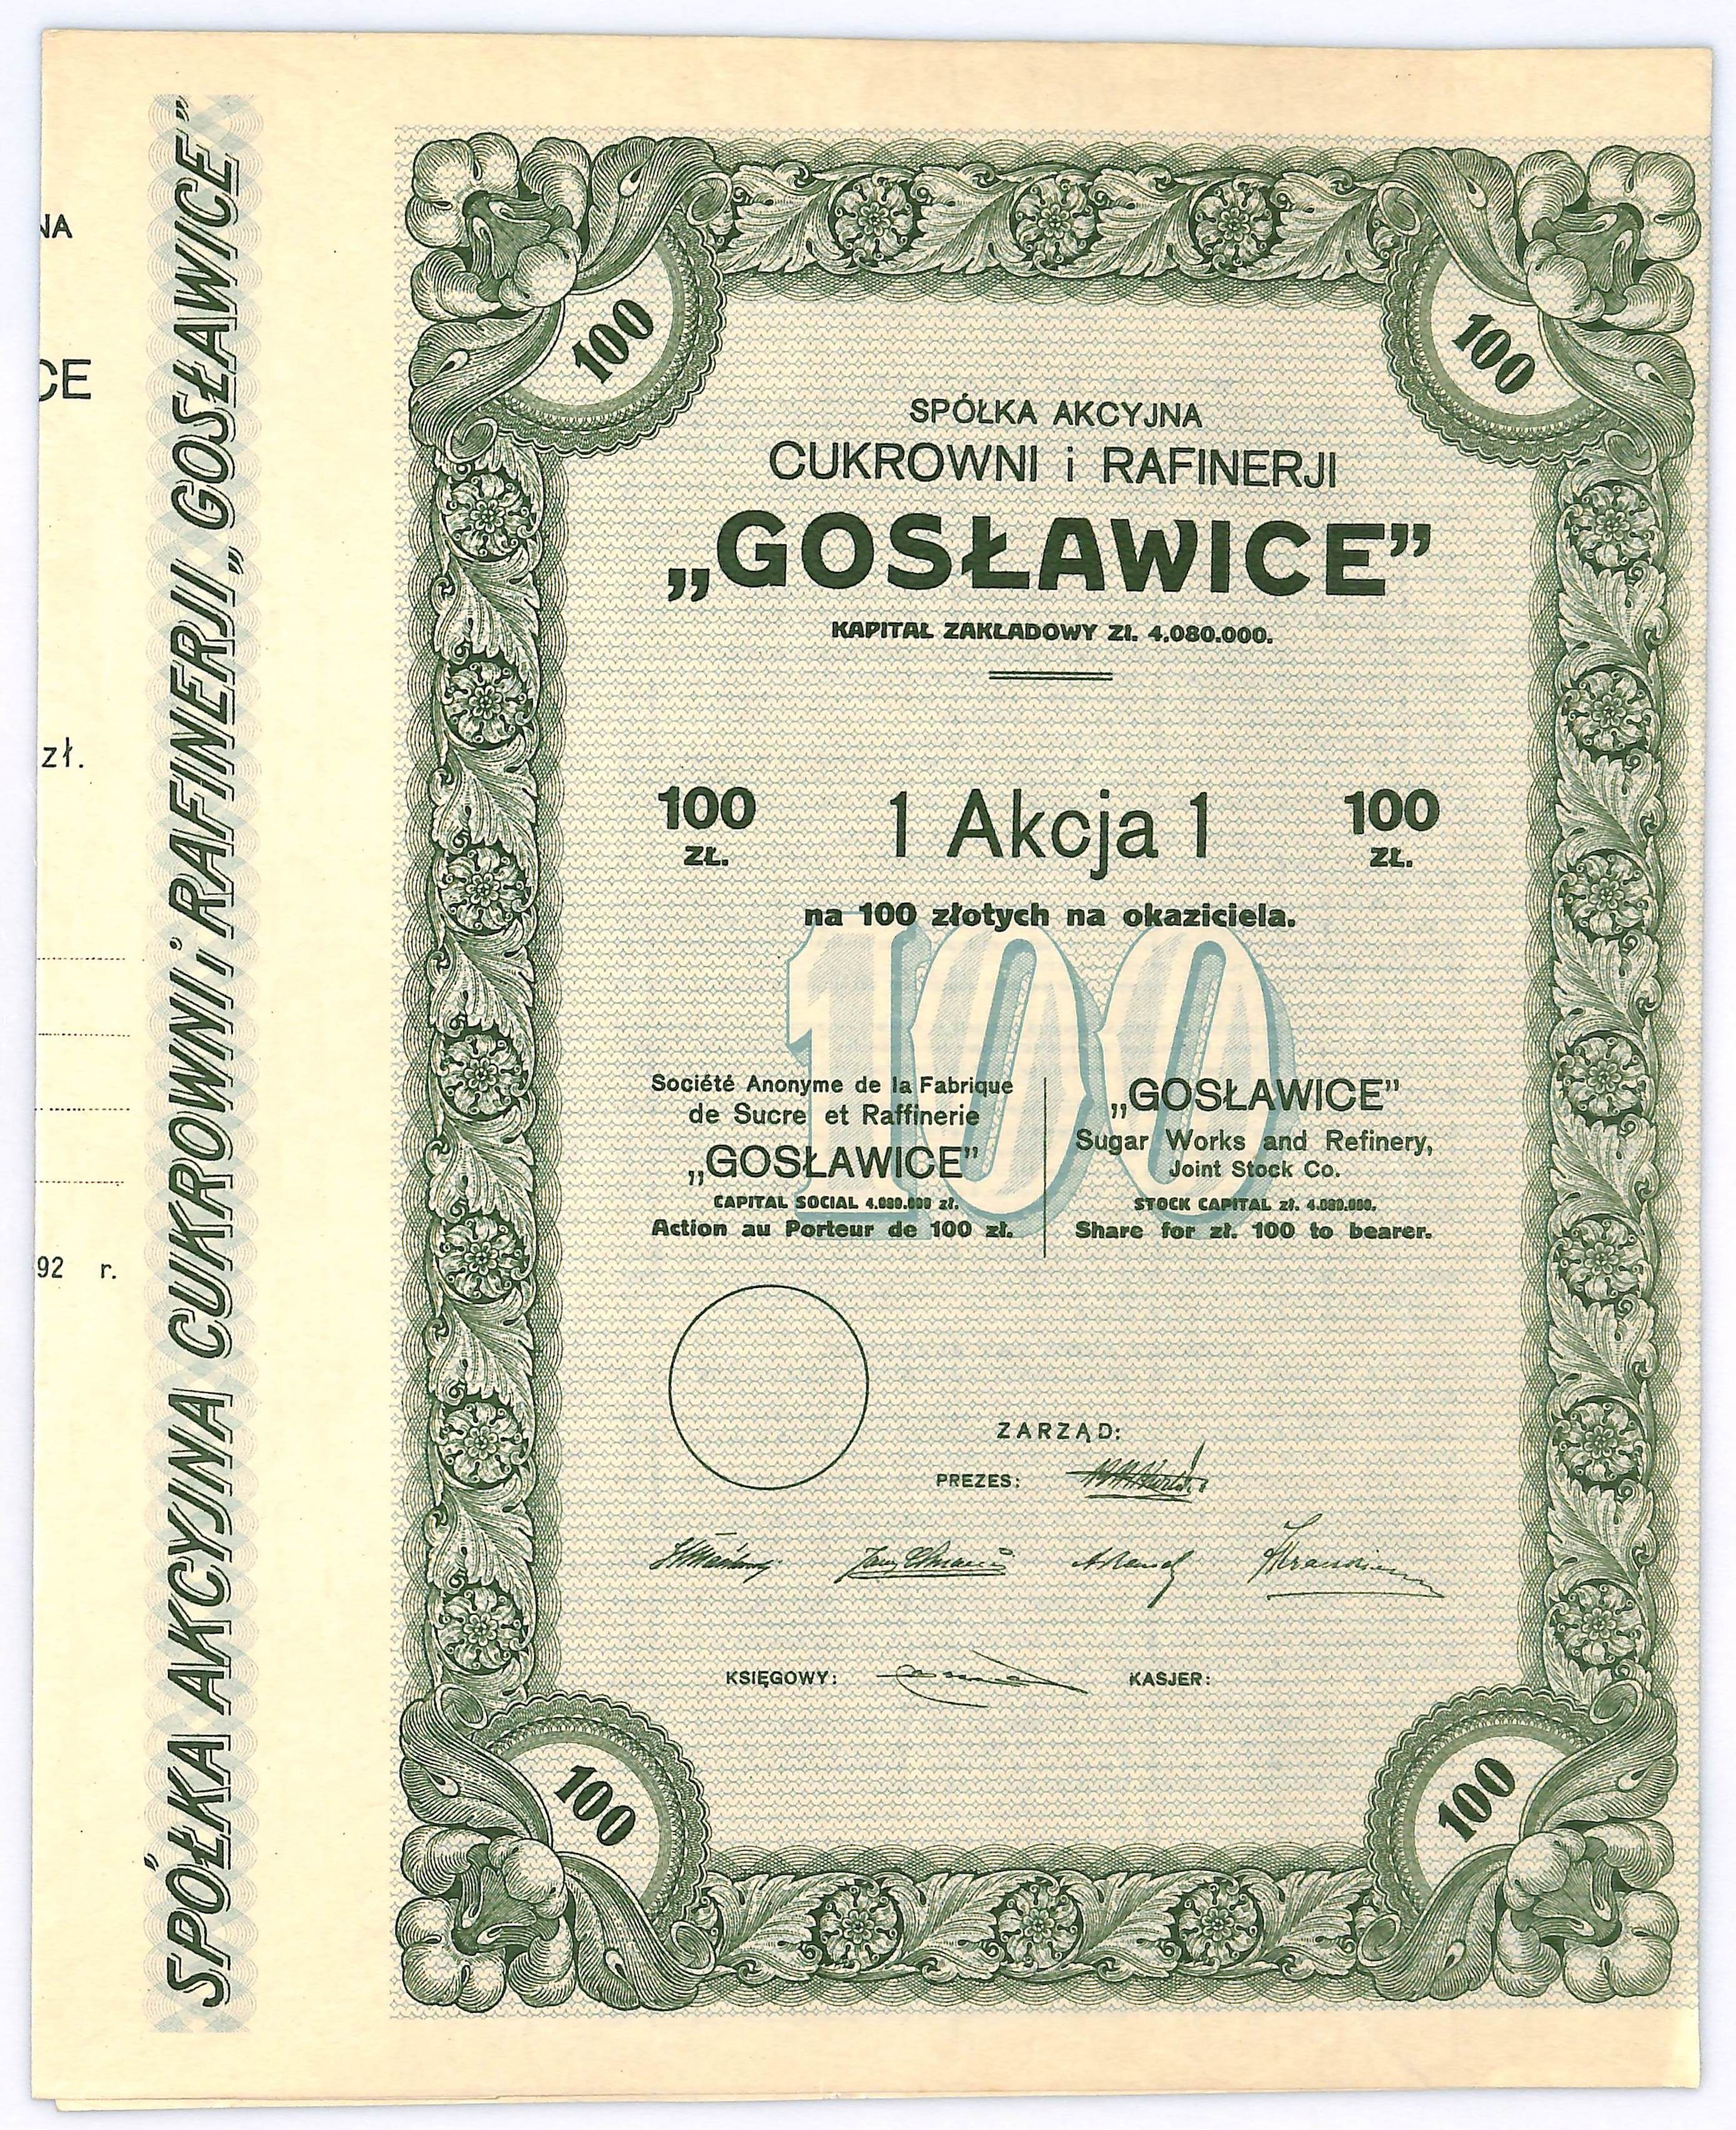 NA
CE
zł.
92 r.
SPÓŁKA AKCYJNA CUKROWNI i RAFINERJI „GOSŁAWICE”
100
100
SPÓŁKA AKCYJNA
CUKROWNI i RAFINERJI
„GOSŁAWICE”
KAPITAŁ ZAKŁADOWY Zł. 4.080.000.
100 1 Akcja 1 100
ZŁ. ZŁ.
na 100 złotych na okaziciela.
100
Société Anonyme de la Fabrique
de Sucre et Raffinerie
„GOSŁAWICE”
CAPITAL SOCIAL 4.080.000 zł.
Action au Porteur de 100 zł.
„GOSŁAWICE”
Sugar Works and Refinery,
Joint Stock Co.
STOCK CAPITAL zł. 4.080.000.
Share for zł. 100 to bearer.
ZARZĄD:
PREZES:
KSIĘGOWY: KASJER:
100
100